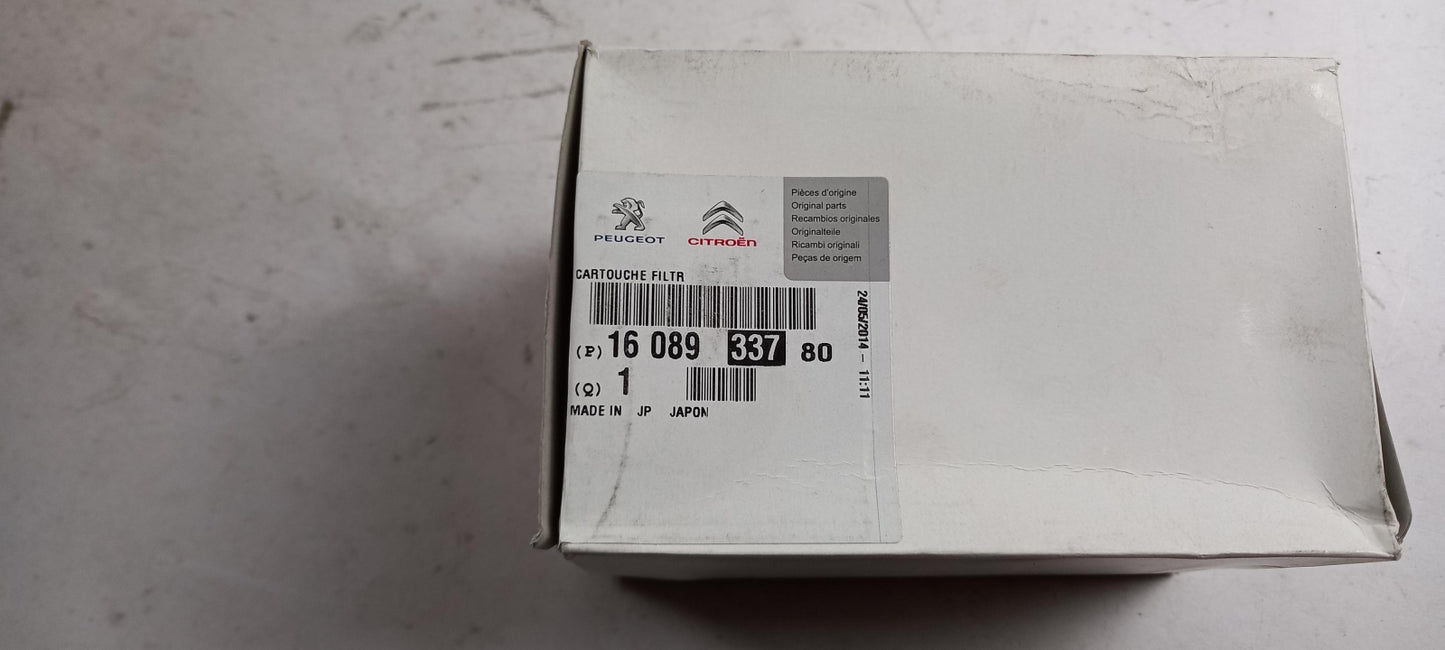 PEUGEOT
CITROËN
Pièces d'origine
Original parts
Recambios originales
Originalteile
Ricambi originali
Peças de origem
CARTOUCHE FILTR
(P) 16 089 337 80
(Q) 1
MADE IN JP JAPON
24/05/2014 - 11:11